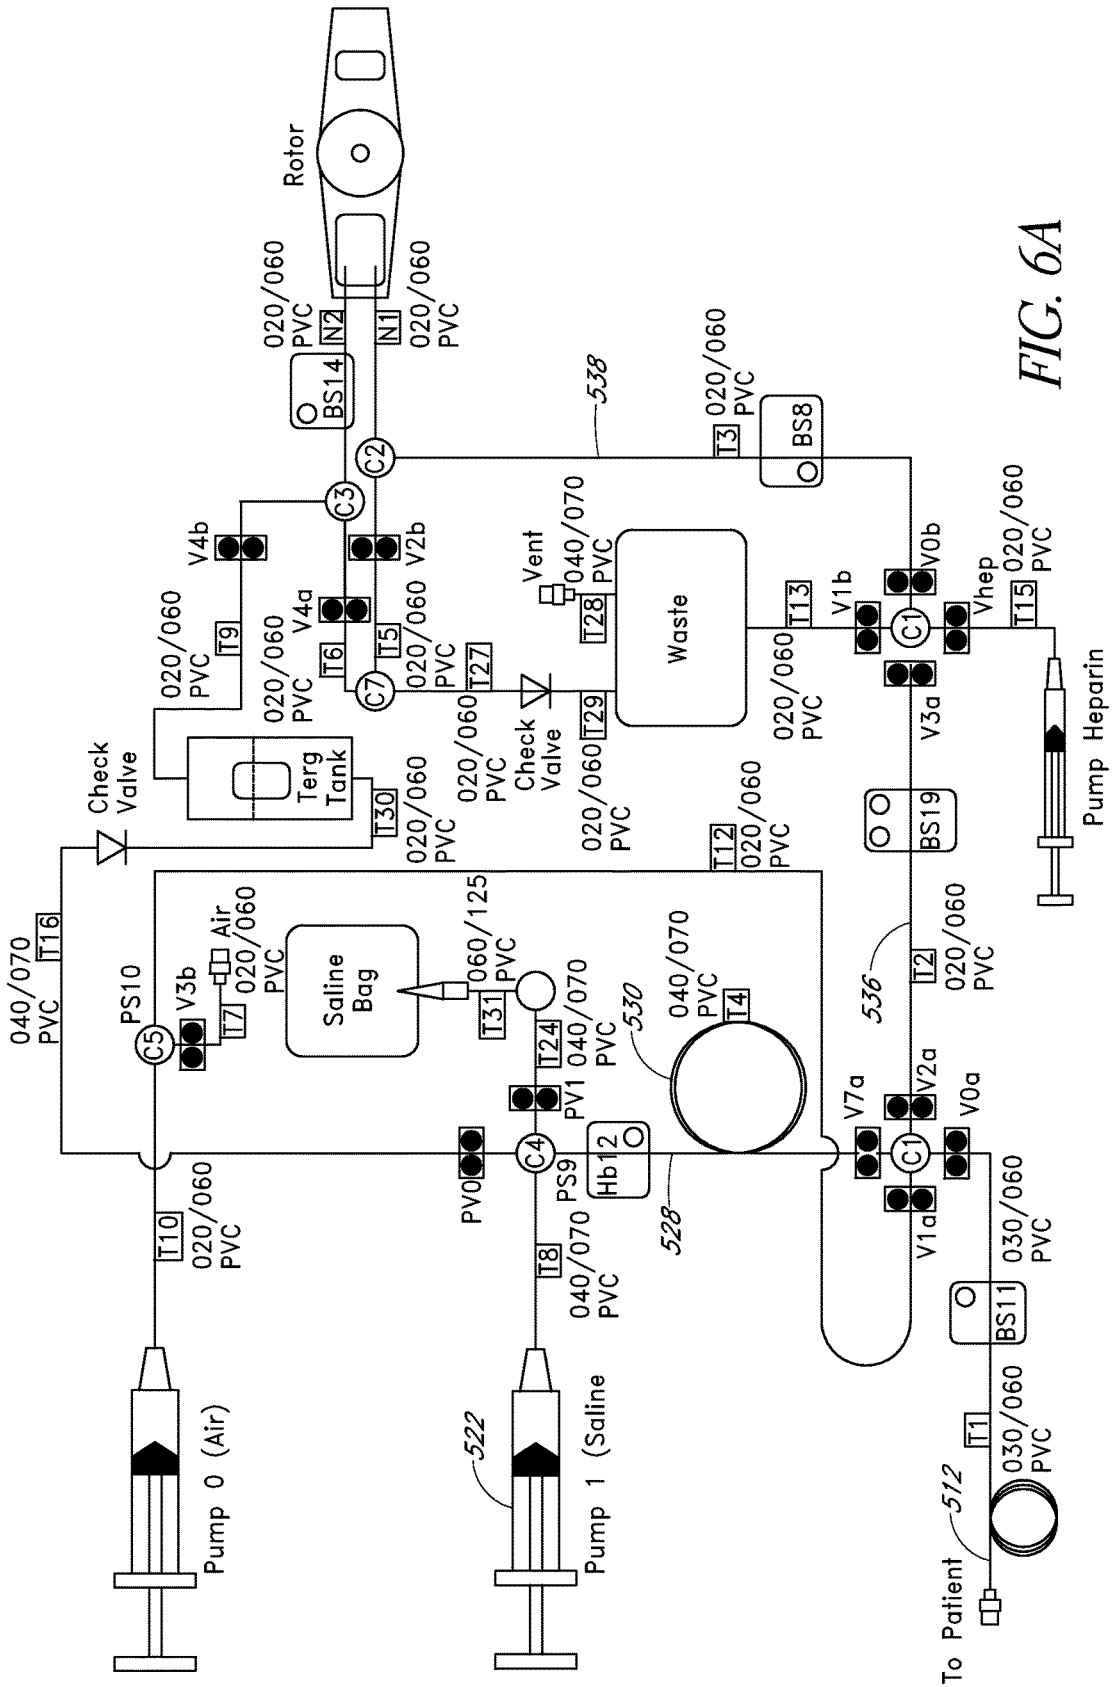 040/070
PVC
T16
Check
Valve
PS10
C5
V3b
T7
Air
020/060
PVC
T10
020/060
PVC
Pump 0 (Air)
Terg
Tank
T30
020/060
PVC
020/060
PVC
T9
V4b
Rotor
020/060
PVC
N2
N1
020/060
PVC
BS14
020/060
PVC
T6
V4a
C3
C2
C7
T5
020/060
PVC
V2b
Saline
Bag
060/125
PVC
T31
T24
040/070
PVC
PV1
PV0
C4
PS9
Hb12
T8
040/070
PVC
522
Pump 1 (Saline
020/060
PVC
T27
Check
Valve
T29
020/060
PVC
Vent
040/070
PVC
T28
Waste
538
T3
020/060
PVC
BS8
T12
020/060
PVC
530
040/070
PVC
T4
528
020/060
PVC
T13
V1b
V0b
C1
V3a
Vhep
T15
020/060
PVC
Pump Heparin
BS19
536
T2
020/060
PVC
V7a
V2a
C1
V1a
V0a
030/060
PVC
BS11
T1
030/060
PVC
512
To Patient
FIG. 6A